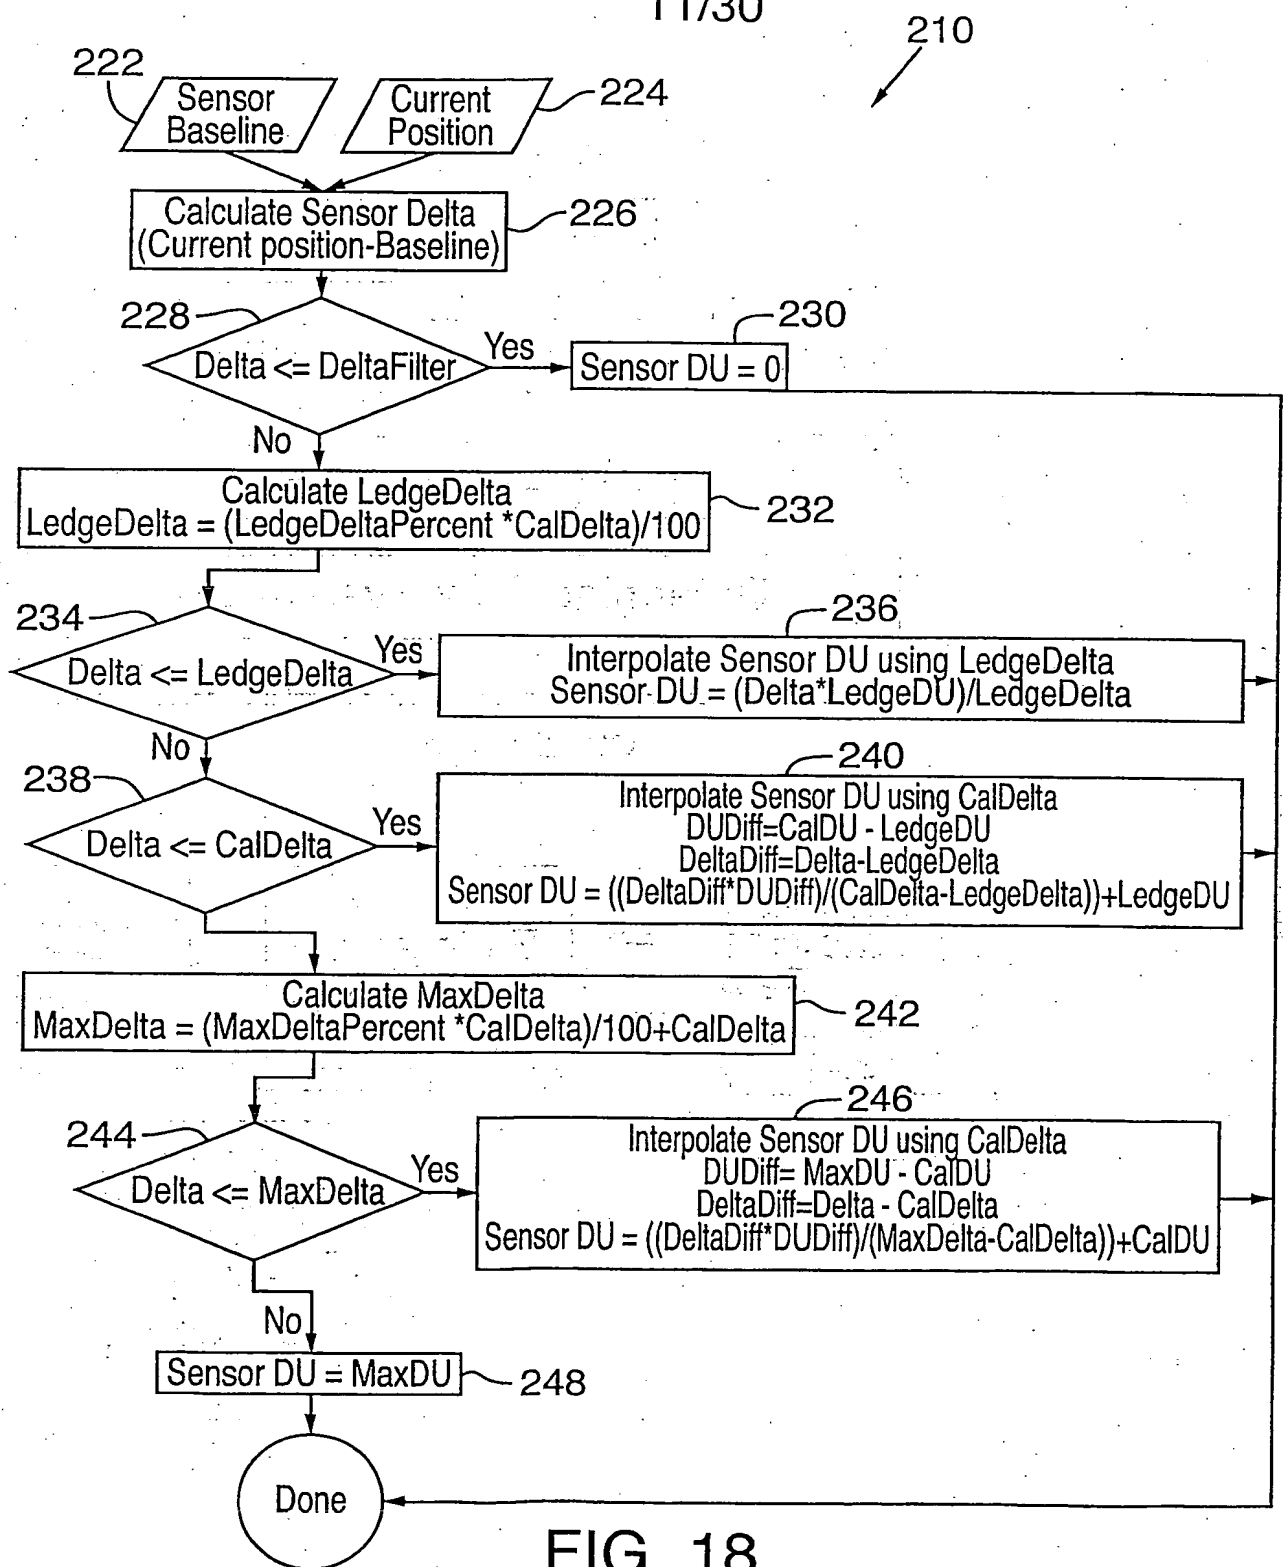 11/30
210
222
Sensor
Baseline
Current
Position
224
Calculate Sensor Delta
(Current position-Baseline)
226
228
Delta <= DeltaFilter
Yes
230
Sensor DU = 0
No
Calculate LedgeDelta
LedgeDelta = (LedgeDeltaPercent *CalDelta)/100
232
234
Delta <= LedgeDelta
Yes
236
Interpolate Sensor DU using LedgeDelta
Sensor DU = (Delta*LedgeDU)/LedgeDelta
No
238
Delta <= CalDelta
Yes
240
Interpolate Sensor DU using CalDelta
DUDiff=CalDU - LedgeDU
DeltaDiff=Delta-LedgeDelta
Sensor DU = ((DeltaDiff*DUDiff)/(CalDelta-LedgeDelta))+LedgeDU
Calculate MaxDelta
MaxDelta = (MaxDeltaPercent *CalDelta)/100+CalDelta
242
244
Delta <= MaxDelta
Yes
246
Interpolate Sensor DU using CalDelta
DUDiff= MaxDU - CalDU
DeltaDiff=Delta - CalDelta
Sensor DU = ((DeltaDiff*DUDiff)/(MaxDelta-CalDelta))+CalDU
No
Sensor DU = MaxDU
248
Done
FIG. 18